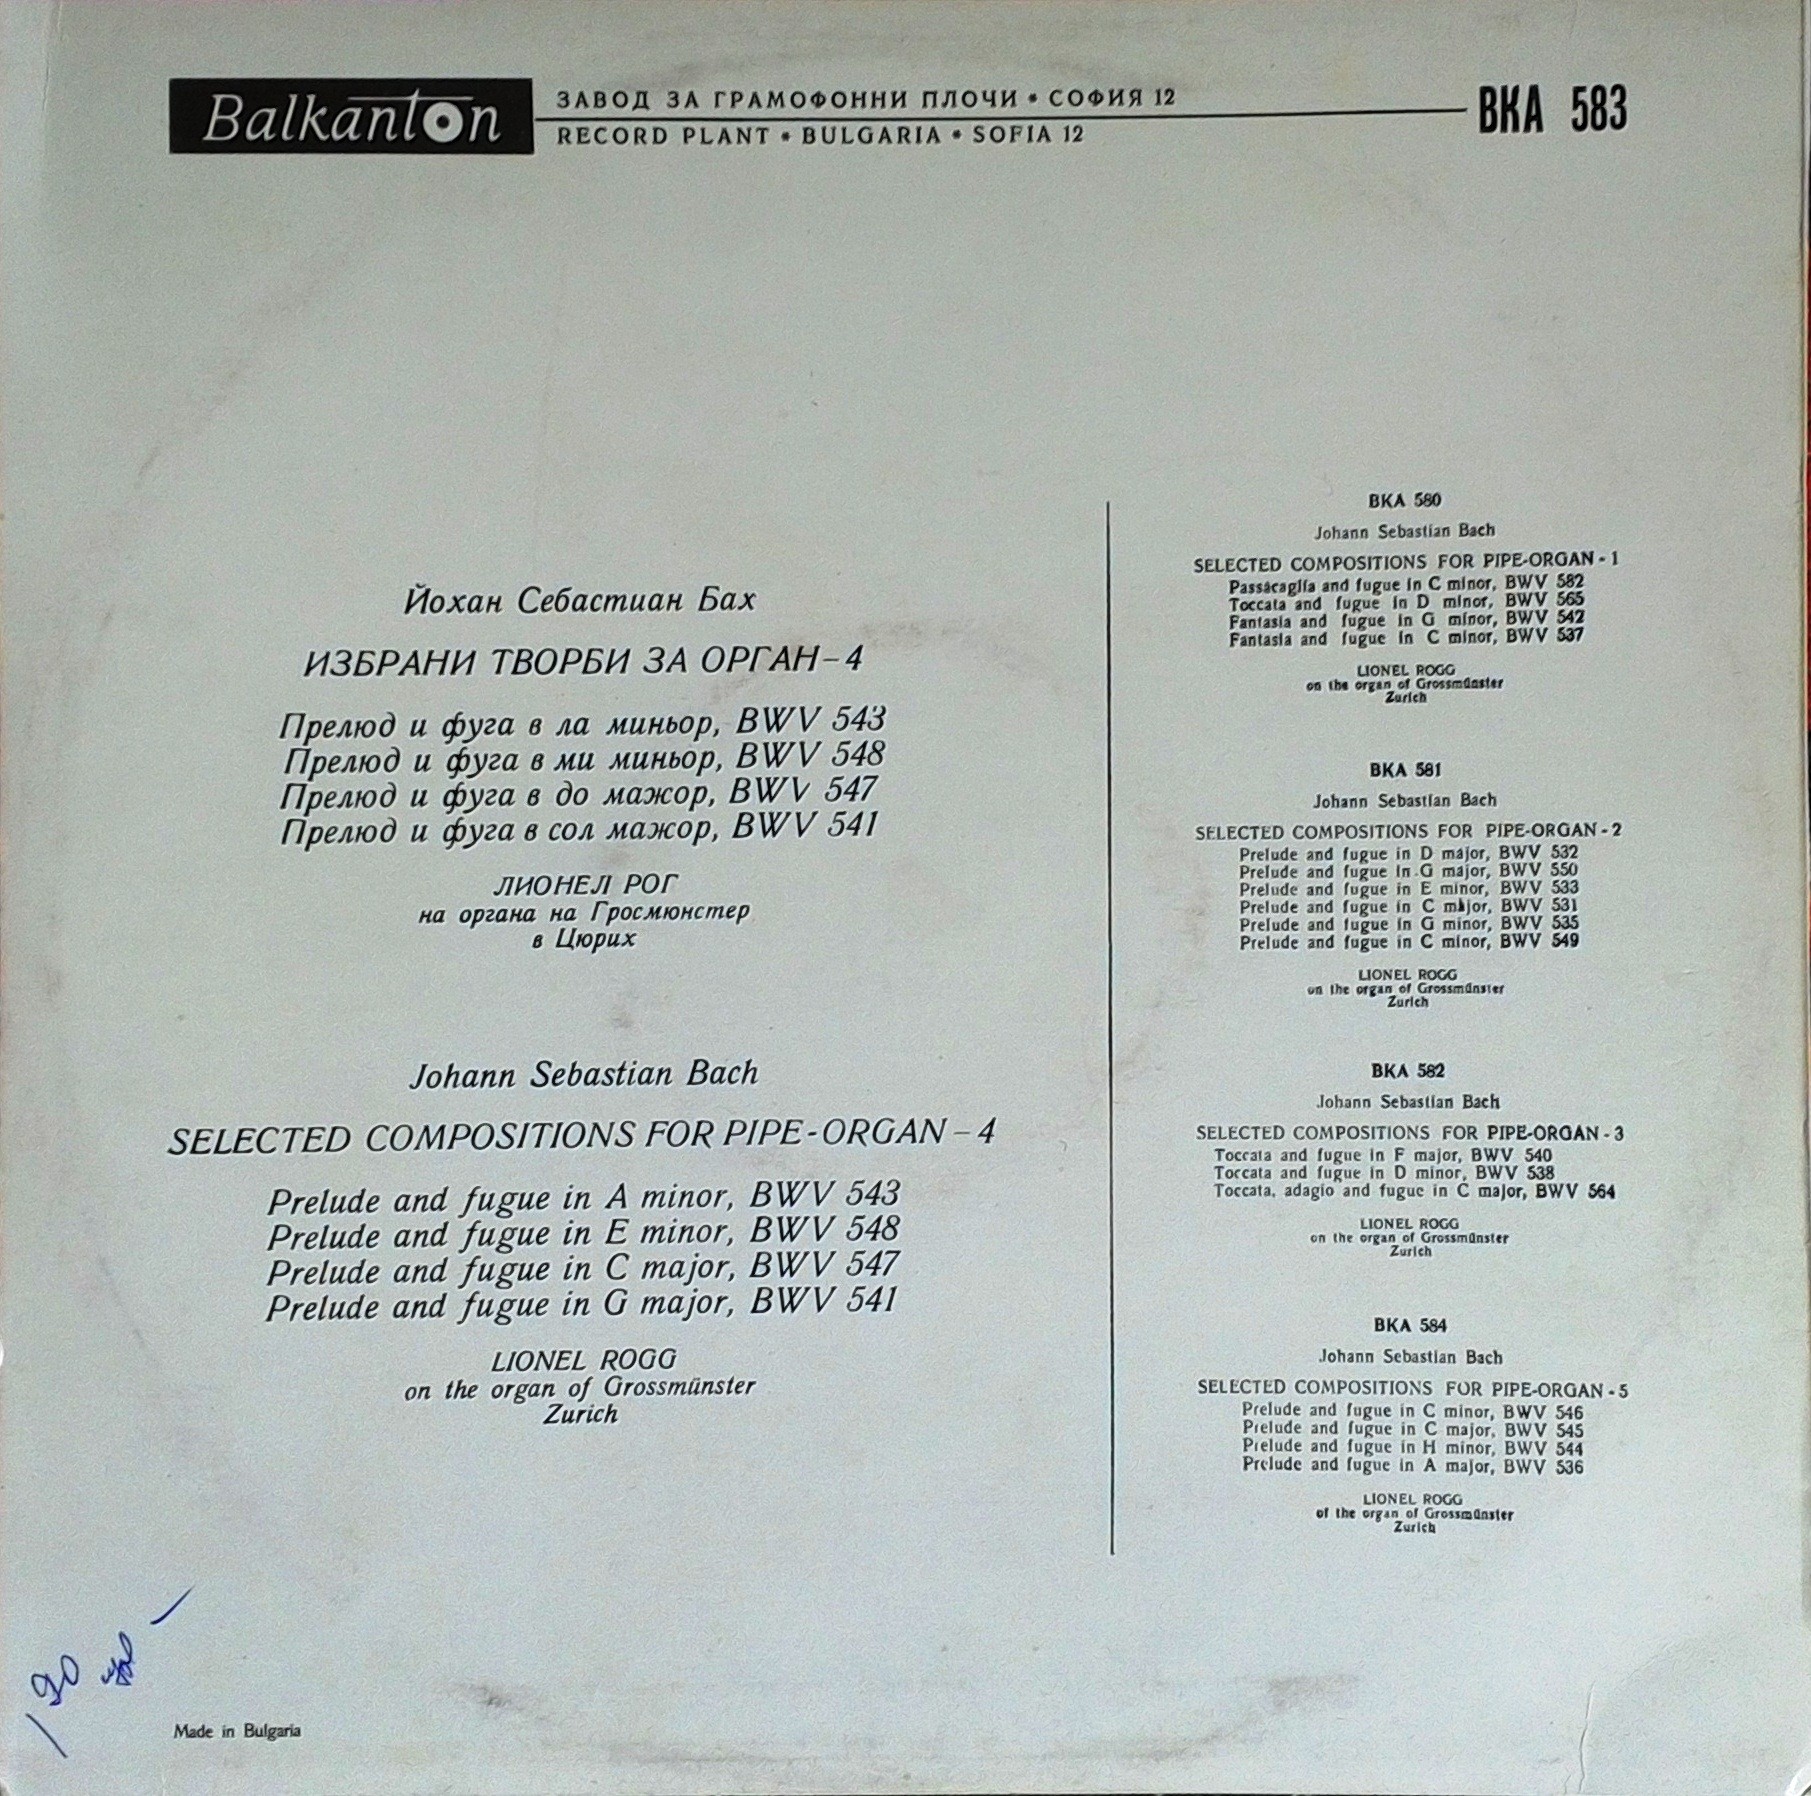 Balkanton
ЗАВОД ЗА ГРАМОФОННИ ПЛОЧИ * СОФИЯ 12
RECORD PLANT * BULGARIA * SOFIA 12
ВКА 583
Йохан Себастиан Бах
ИЗБРАНИ ТВОРБИ ЗА ОРГАН – 4
Прелюд и фуга в ла миньор, BWV 543
Прелюд и фуга в ми миньор, BWV 548
Прелюд и фуга в до мажор, BWV 547
Прелюд и фуга в сол мажор, BWV 541
ЛИОНЕЛ РОГ
на органа на Гросмюнстер
в Цюрих
Johann Sebastian Bach
SELECTED COMPOSITIONS FOR PIPE-ORGAN – 4
Prelude and fugue in A minor, BWV 543
Prelude and fugue in E minor, BWV 548
Prelude and fugue in C major, BWV 547
Prelude and fugue in G major, BWV 541
LIONEL ROGG
on the organ of Grossmünster
Zurich
BKA 580
Johann Sebastian Bach
SELECTED COMPOSITIONS FOR PIPE-ORGAN - 1
Passacaglia and fugue in C minor, BWV 582
Toccata and fugue in D minor, BWV 565
Fantasia and fugue in G minor, BWV 542
Fantasia and fugue in C minor, BWV 537
LIONEL ROGG
on the organ of Grossmünster
Zurich
BKA 581
Johann Sebastian Bach
SELECTED COMPOSITIONS FOR PIPE-ORGAN - 2
Prelude and fugue in D major, BWV 532
Prelude and fugue in G major, BWV 550
Prelude and fugue in E minor, BWV 533
Prelude and fugue in C major, BWV 531
Prelude and fugue in G minor, BWV 535
Prelude and fugue in C minor, BWV 549
LIONEL ROGG
on the organ of Grossmünster
Zurich
BKA 582
Johann Sebastian Bach
SELECTED COMPOSITIONS FOR PIPE-ORGAN - 3
Toccata and fugue in F major, BWV 540
Toccata and fugue in D minor, BWV 538
Toccata, adagio and fugue in C major, BWV 564
LIONEL ROGG
on the organ of Grossmünster
Zurich
BKA 584
Johann Sebastian Bach
SELECTED COMPOSITIONS FOR PIPE-ORGAN - 5
Prelude and fugue in C minor, BWV 546
Prelude and fugue in C major, BWV 545
Prelude and fugue in H minor, BWV 544
Prelude and fugue in A major, BWV 536
LIONEL ROGG
of the organ of Grossmünster
Zurich
Made in Bulgaria